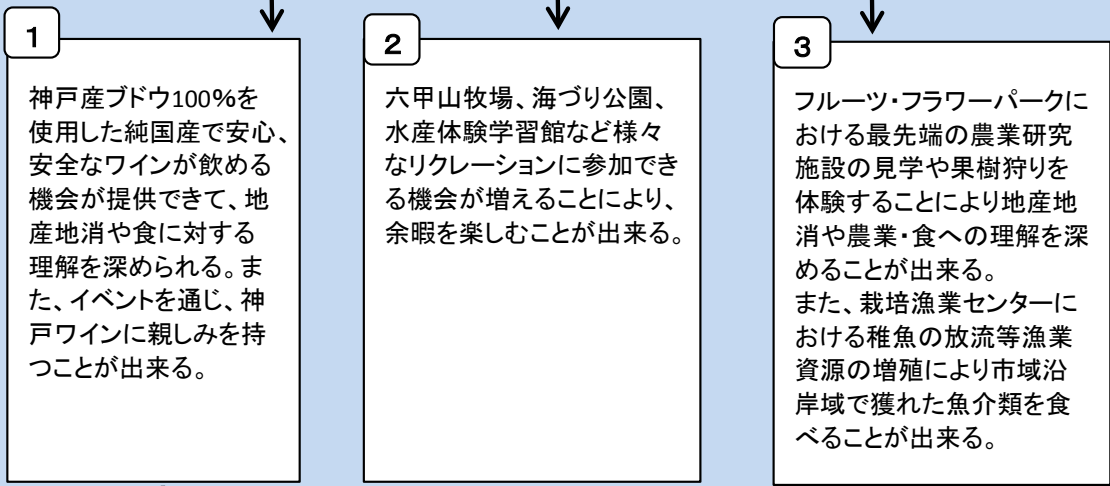 1
神戸産ブドウ100%を
使用した純国産で安心、
安全なワインが飲める
機会が提供できて、地
産地消や食に対する
理解を深められる。ま
た、イベントを通じ、神
戸ワインに親しみを持
つことが出来る。
2
六甲山牧場、海づり公園、
水産体験学習館など様々
なリクレーションに参加でき
る機会が増えることにより、
余暇を楽しむことが出来る。
3
フルーツ・フラワーパークに
おける最先端の農業研究
施設の見学や果樹狩りを
体験することにより地産地
消や農業・食への理解を深
めることが出来る。
また、栽培漁業センターに
おける稚魚の放流等漁業
資源の増殖により市域沿
岸域で獲れた魚介類を食
べることが出来る。